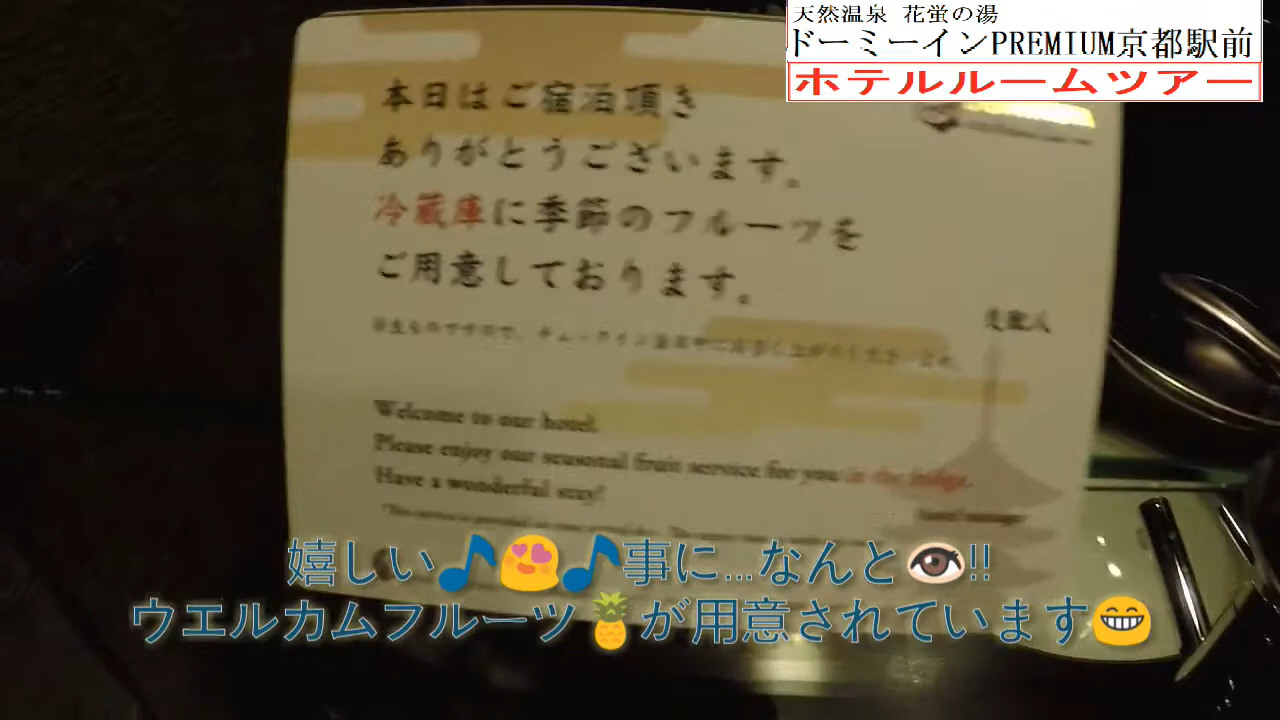 天然温泉 花蛍の湯
ドーミーインPREMIUM京都駅前
ホテルルームツアー
本日はご宿泊頂き
ありがとうございます。
冷蔵庫に季節のフルーツを
ご用意しております。
支配人
Welcome to our hotel.
Please enjoy our seasonal fruit service for you in the fridge.
Have a wonderful stay!
嬉しい🎵😍🎵事に...なんと👁‼
ウエルカムフルーツ🍍が用意されています😁